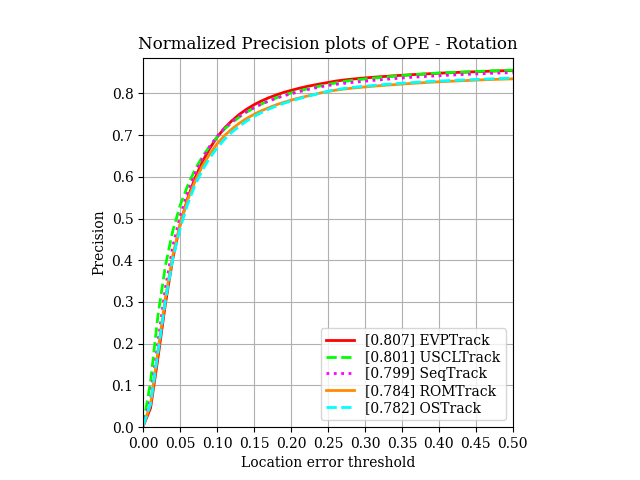 Normalized Precision plots of OPE - Rotation
0.8
0.7
0.6
0.5
0.4
0.3
0.2
0.1
0.0
Precision
[0.807] EVPTrack
[0.801] USCLTrack
[0.799] SeqTrack
[0.784] ROMTrack
[0.782] OSTrack
0.00 0.05 0.10 0.15 0.20 0.25 0.30 0.35 0.40 0.45 0.50
Location error threshold